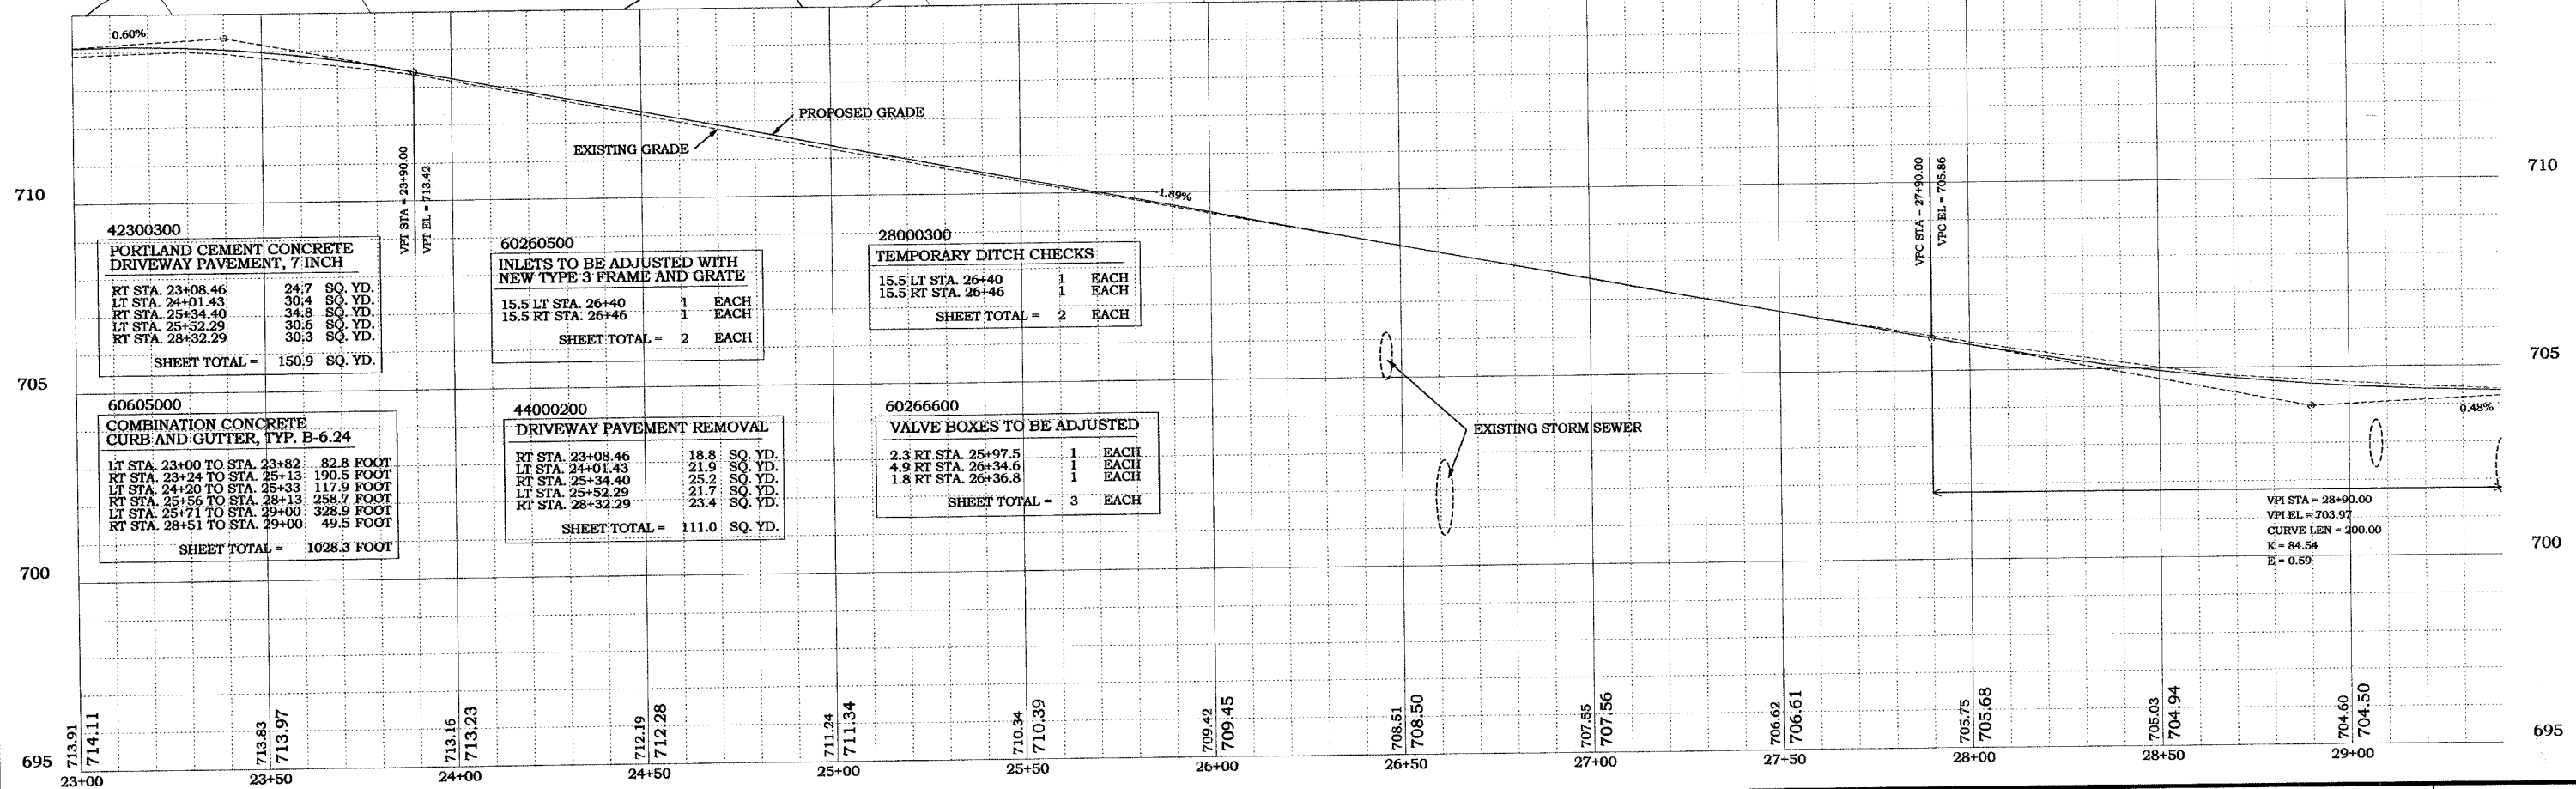 0.60%
PROPOSED GRADE
EXISTING GRADE
VPT STA = 23+90.00
VPT EL = 713.42
-1.89%
VPC STA = 27+90.00
VPC EL = 705.86
710
710
42300300
PORTLAND CEMENT CONCRETE
DRIVEWAY PAVEMENT, 7 INCH
RT STA. 23+08.46 24.7 SQ. YD.
LT STA. 24+01.43 30.4 SQ. YD.
RT STA. 25+34.40 34.8 SQ. YD.
LT STA. 25+52.29 30.6 SQ. YD.
RT STA. 28+32.29 30.3 SQ. YD.
SHEET TOTAL = 150.9 SQ. YD.
60260500
INLETS TO BE ADJUSTED WITH
NEW TYPE 3 FRAME AND GRATE
15.5 LT STA. 26+40 1 EACH
15.5 RT STA. 26+46 1 EACH
SHEET TOTAL = 2 EACH
28000300
TEMPORARY DITCH CHECKS
15.5 LT STA. 26+40 1 EACH
15.5 RT STA. 26+46 1 EACH
SHEET TOTAL = 2 EACH
705
705
60605000
COMBINATION CONCRETE
CURB AND GUTTER, TYP. B-6.24
LT STA. 23+00 TO STA. 23+82 82.8 FOOT
RT STA. 23+24 TO STA. 25+13 190.5 FOOT
LT STA. 24+20 TO STA. 25+33 117.9 FOOT
RT STA. 25+56 TO STA. 28+13 258.7 FOOT
LT STA. 25+71 TO STA. 29+00 328.9 FOOT
RT STA. 28+51 TO STA. 29+00 49.5 FOOT
SHEET TOTAL = 1028.3 FOOT
44000200
DRIVEWAY PAVEMENT REMOVAL
RT STA. 23+08.46 18.8 SQ. YD.
LT STA. 24+01.43 21.9 SQ. YD.
RT STA. 25+34.40 25.2 SQ. YD.
LT STA. 25+52.29 21.7 SQ. YD.
RT STA. 28+32.29 23.4 SQ. YD.
SHEET TOTAL = 111.0 SQ. YD.
60266600
VALVE BOXES TO BE ADJUSTED
2.3 RT STA. 25+97.5 1 EACH
4.9 RT STA. 26+34.6 1 EACH
1.8 RT STA. 26+36.8 1 EACH
SHEET TOTAL = 3 EACH
EXISTING STORM SEWER
0.48%
VPI STA = 28+90.00
VPI EL = 703.97
CURVE LEN = 200.00
K = 84.54
E = 0.59
700
700
695
695
713.91 714.11
713.83 713.97
713.16 713.23
712.19 712.28
711.24 711.34
710.34 710.39
709.42 709.45
708.51 708.50
707.55 707.56
706.62 706.61
705.75 705.68
705.03 704.94
704.60 704.50
23+00 23+50 24+00 24+50 25+00 25+50 26+00 26+50 27+00 27+50 28+00 28+50 29+00